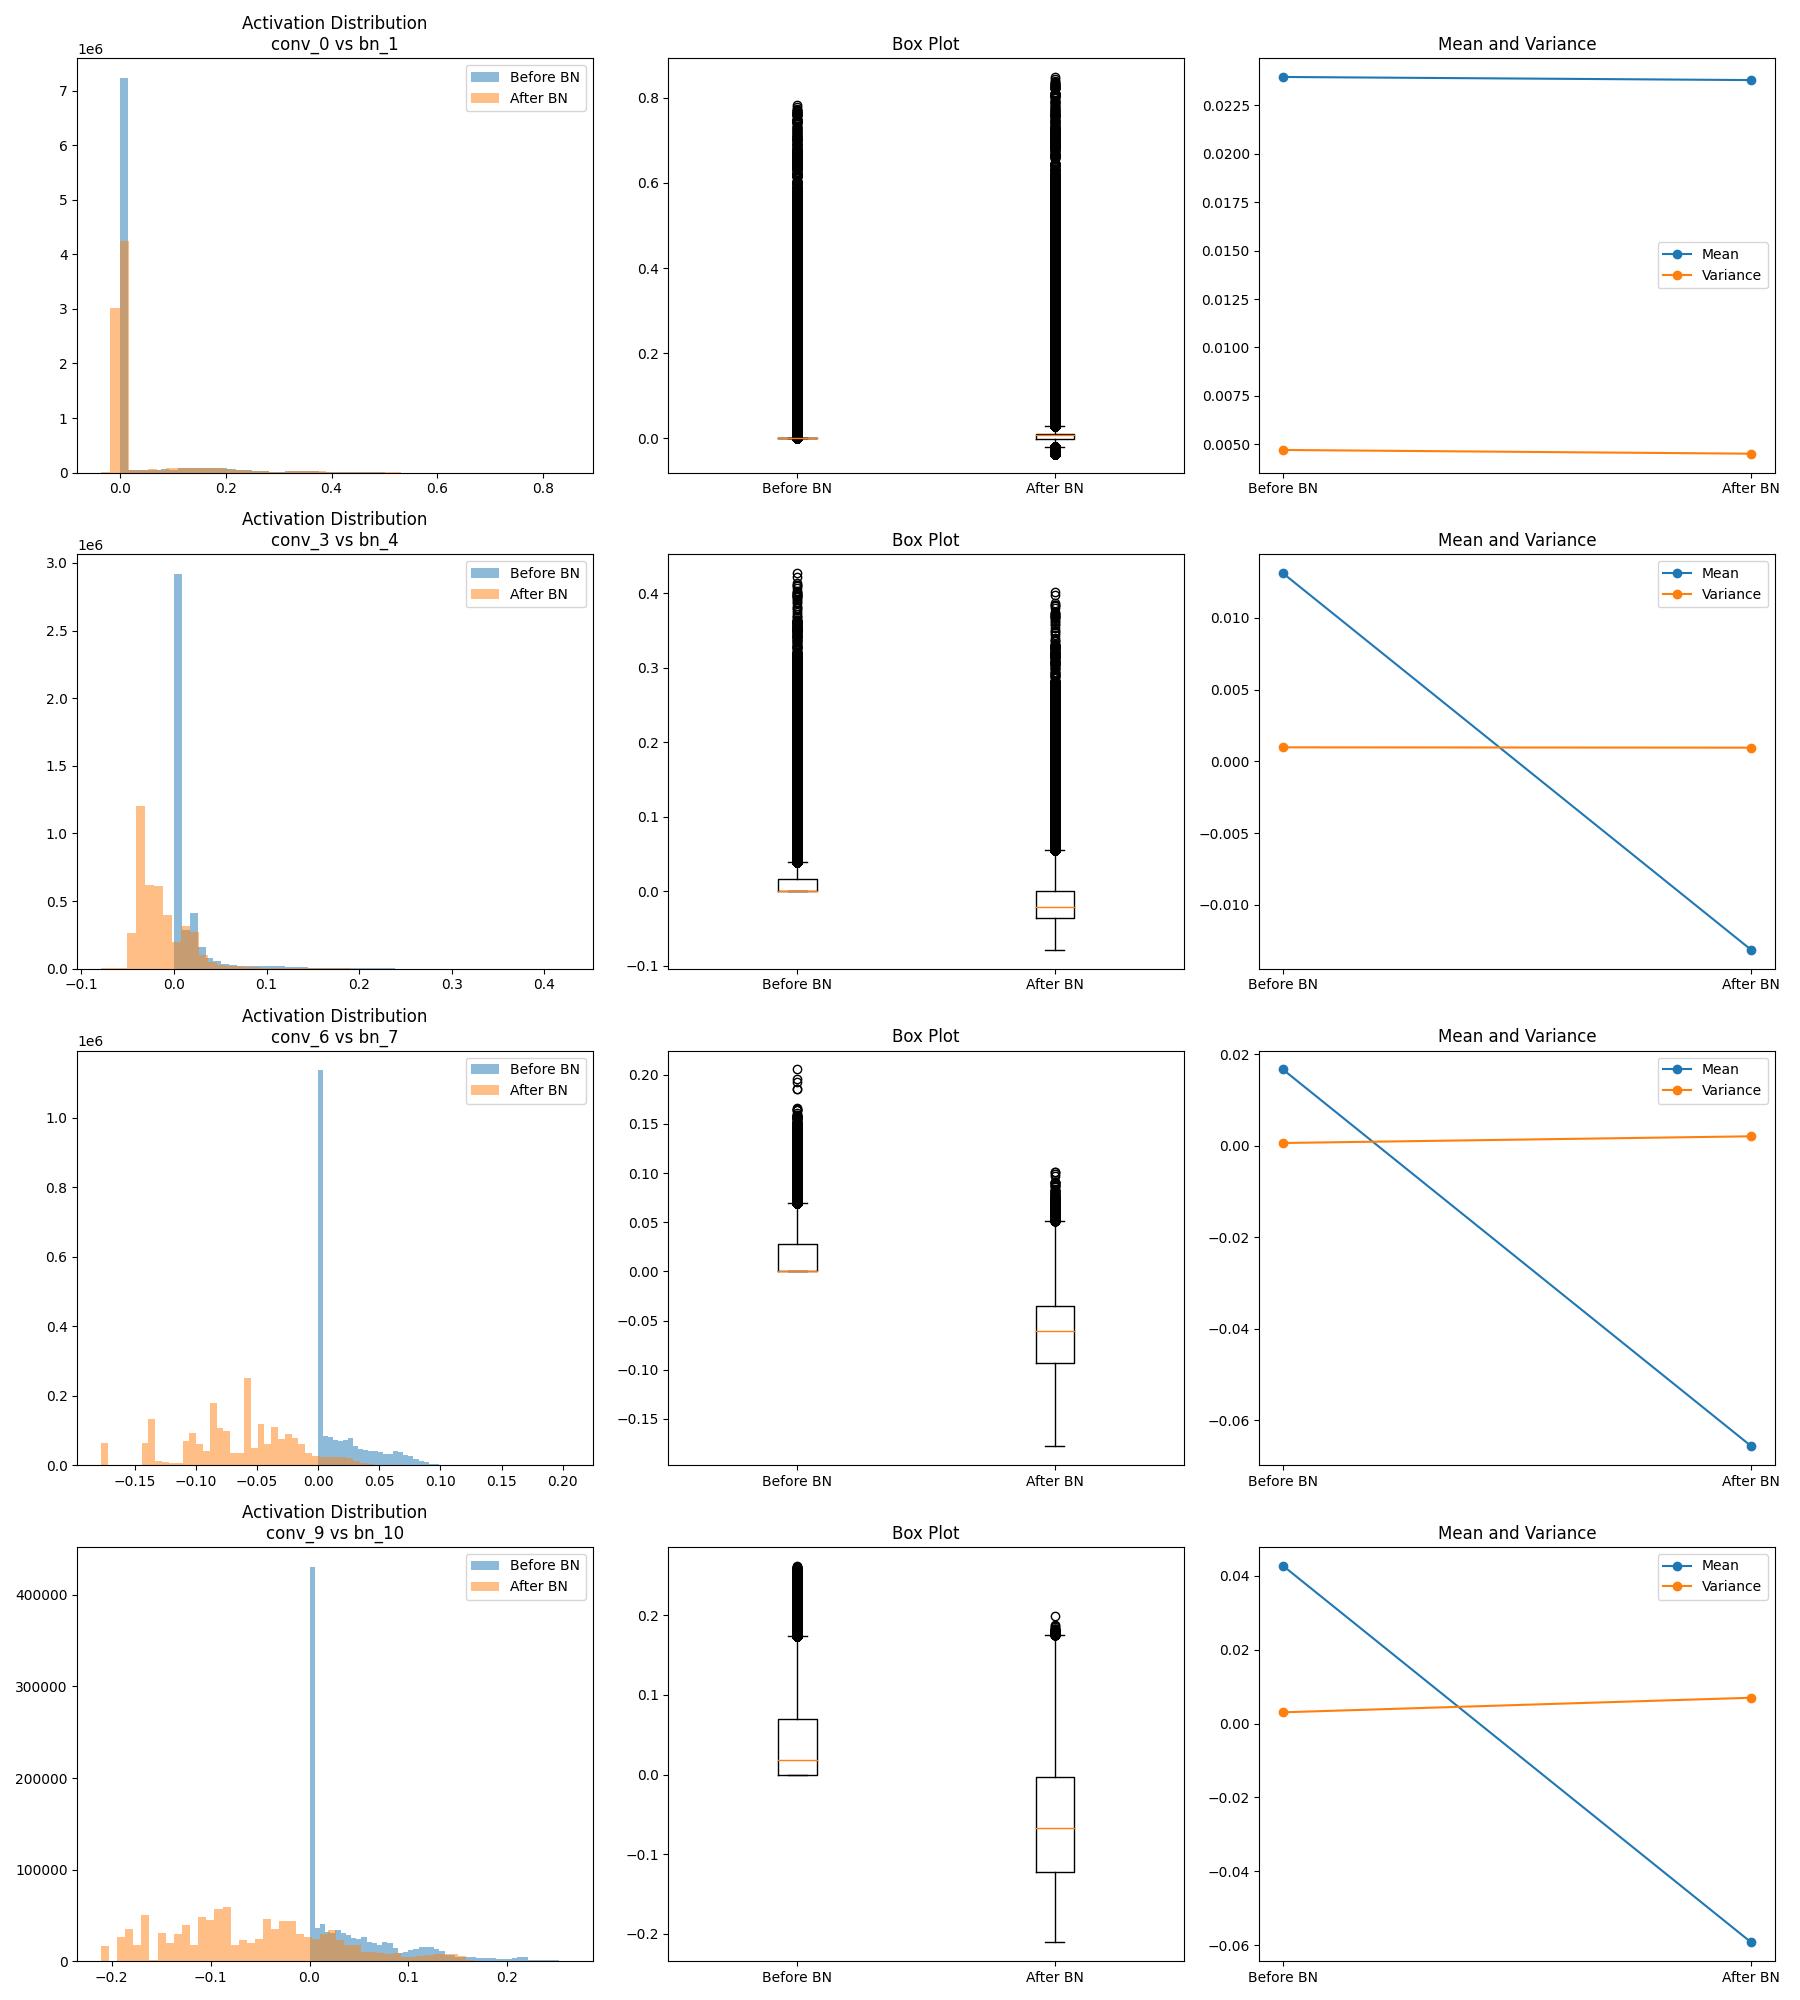 Activation Distribution
conv_0 vs bn_1
1e6
Before BN
After BN
7
6
5
4
3
2
1
0
0.0 0.2 0.4 0.6 0.8
Box Plot
0.8
0.6
0.4
0.2
0.0
Before BN After BN
Mean and Variance
0.0225
0.0200
0.0175
0.0150
0.0125
0.0100
0.0075
0.0050
Mean
Variance
Before BN After BN
Activation Distribution
conv_3 vs bn_4
1e6
Before BN
After BN
3.0
2.5
2.0
1.5
1.0
0.5
0.0
−0.1 0.0 0.1 0.2 0.3 0.4
Box Plot
0.4
0.3
0.2
0.1
0.0
−0.1
Before BN After BN
Mean and Variance
Mean
Variance
0.010
0.005
0.000
−0.005
−0.010
Before BN After BN
Activation Distribution
conv_6 vs bn_7
1e6
Before BN
After BN
1.0
0.8
0.6
0.4
0.2
0.0
−0.15 −0.10 −0.05 0.00 0.05 0.10 0.15 0.20
Box Plot
0.20
0.15
0.10
0.05
0.00
−0.05
−0.10
−0.15
Before BN After BN
Mean and Variance
Mean
Variance
0.02
0.00
−0.02
−0.04
−0.06
Before BN After BN
Activation Distribution
conv_9 vs bn_10
Before BN
After BN
400000
300000
200000
100000
0
−0.2 −0.1 0.0 0.1 0.2
Box Plot
0.2
0.1
0.0
−0.1
−0.2
Before BN After BN
Mean and Variance
Mean
Variance
0.04
0.02
0.00
−0.02
−0.04
−0.06
Before BN After BN